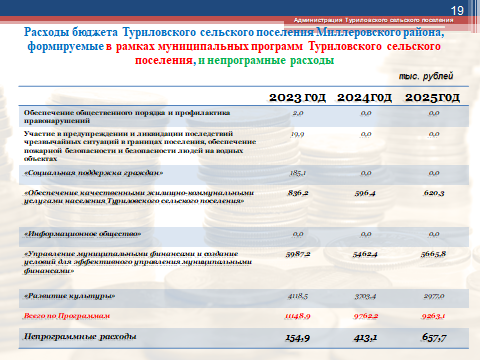 19
Администрация Туриловского сельского поселения
Расходы бюджета Туриловского сельского поселения Миллеровского района,
формируемые в рамках муниципальных программ Туриловского сельского
поселения, и непрограмные расходы
тыс. рублей
2023 год 2024год 2025год
Обеспечение общественного порядка и профилактика
правонарушений 2,0 0,0 0,0
Участие в предупреждении и ликвидации последствий 19,9 0,0 0,0
чрезвычайных ситуаций в границах поселения, обеспечение
пожарной безопасности и безопасности людей на водных
объектах
«Социальная поддержка граждан» 185,1 0,0 0,0
«Обеспечение качественными жилищно-коммунальными 836,2 596,4 620,3
услугами населения Туриловского сельского поселения»
«Информационное общество» 0,0 0,0 0,0
«Управление муниципальными финансами и создание 5987,2 5462,4 5665,8
условий для эффективного управления муниципальными
финансами»
«Развитие культуры» 4118,5 3703,4 2977,0
Всего по Программам 11148,9 9762,2 9263,1
Непрограммные расходы 154,9 413,1 657,7